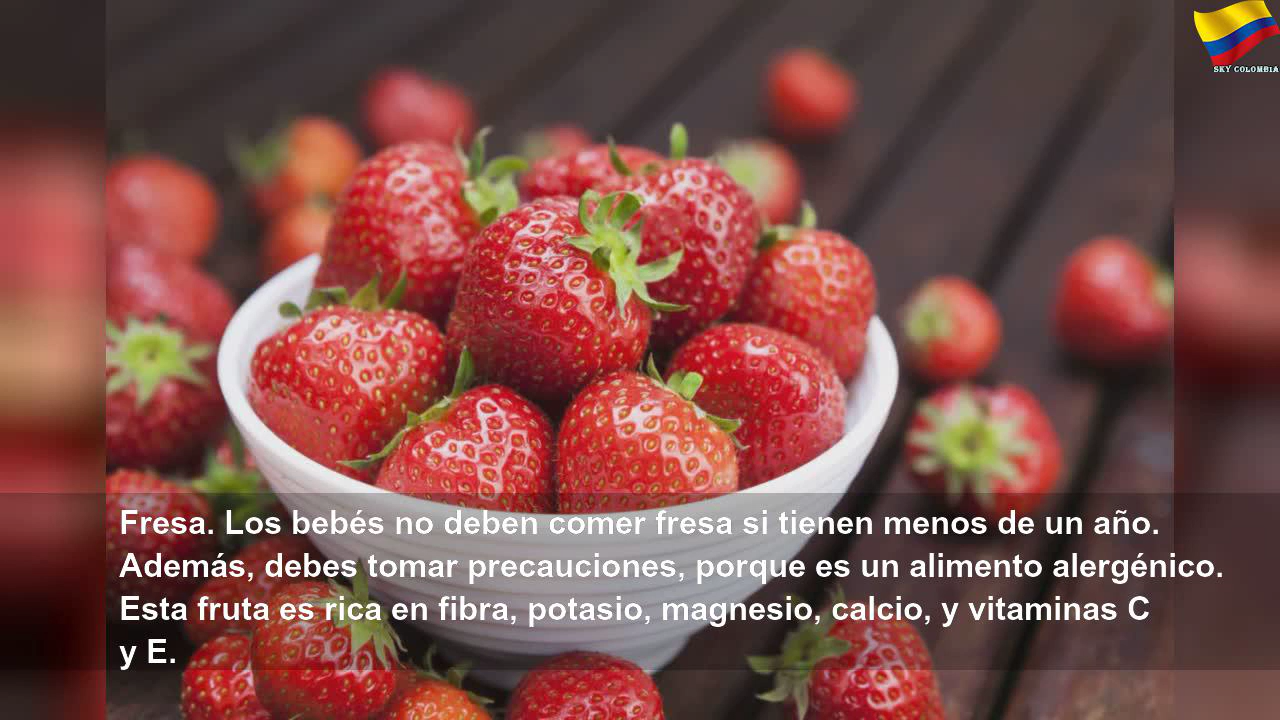 SKY COLOMBIA
Fresa. Los bebés no deben comer fresa si tienen menos de un año.
Además, debes tomar precauciones, porque es un alimento alergénico.
Esta fruta es rica en fibra, potasio, magnesio, calcio, y vitaminas C
y E.